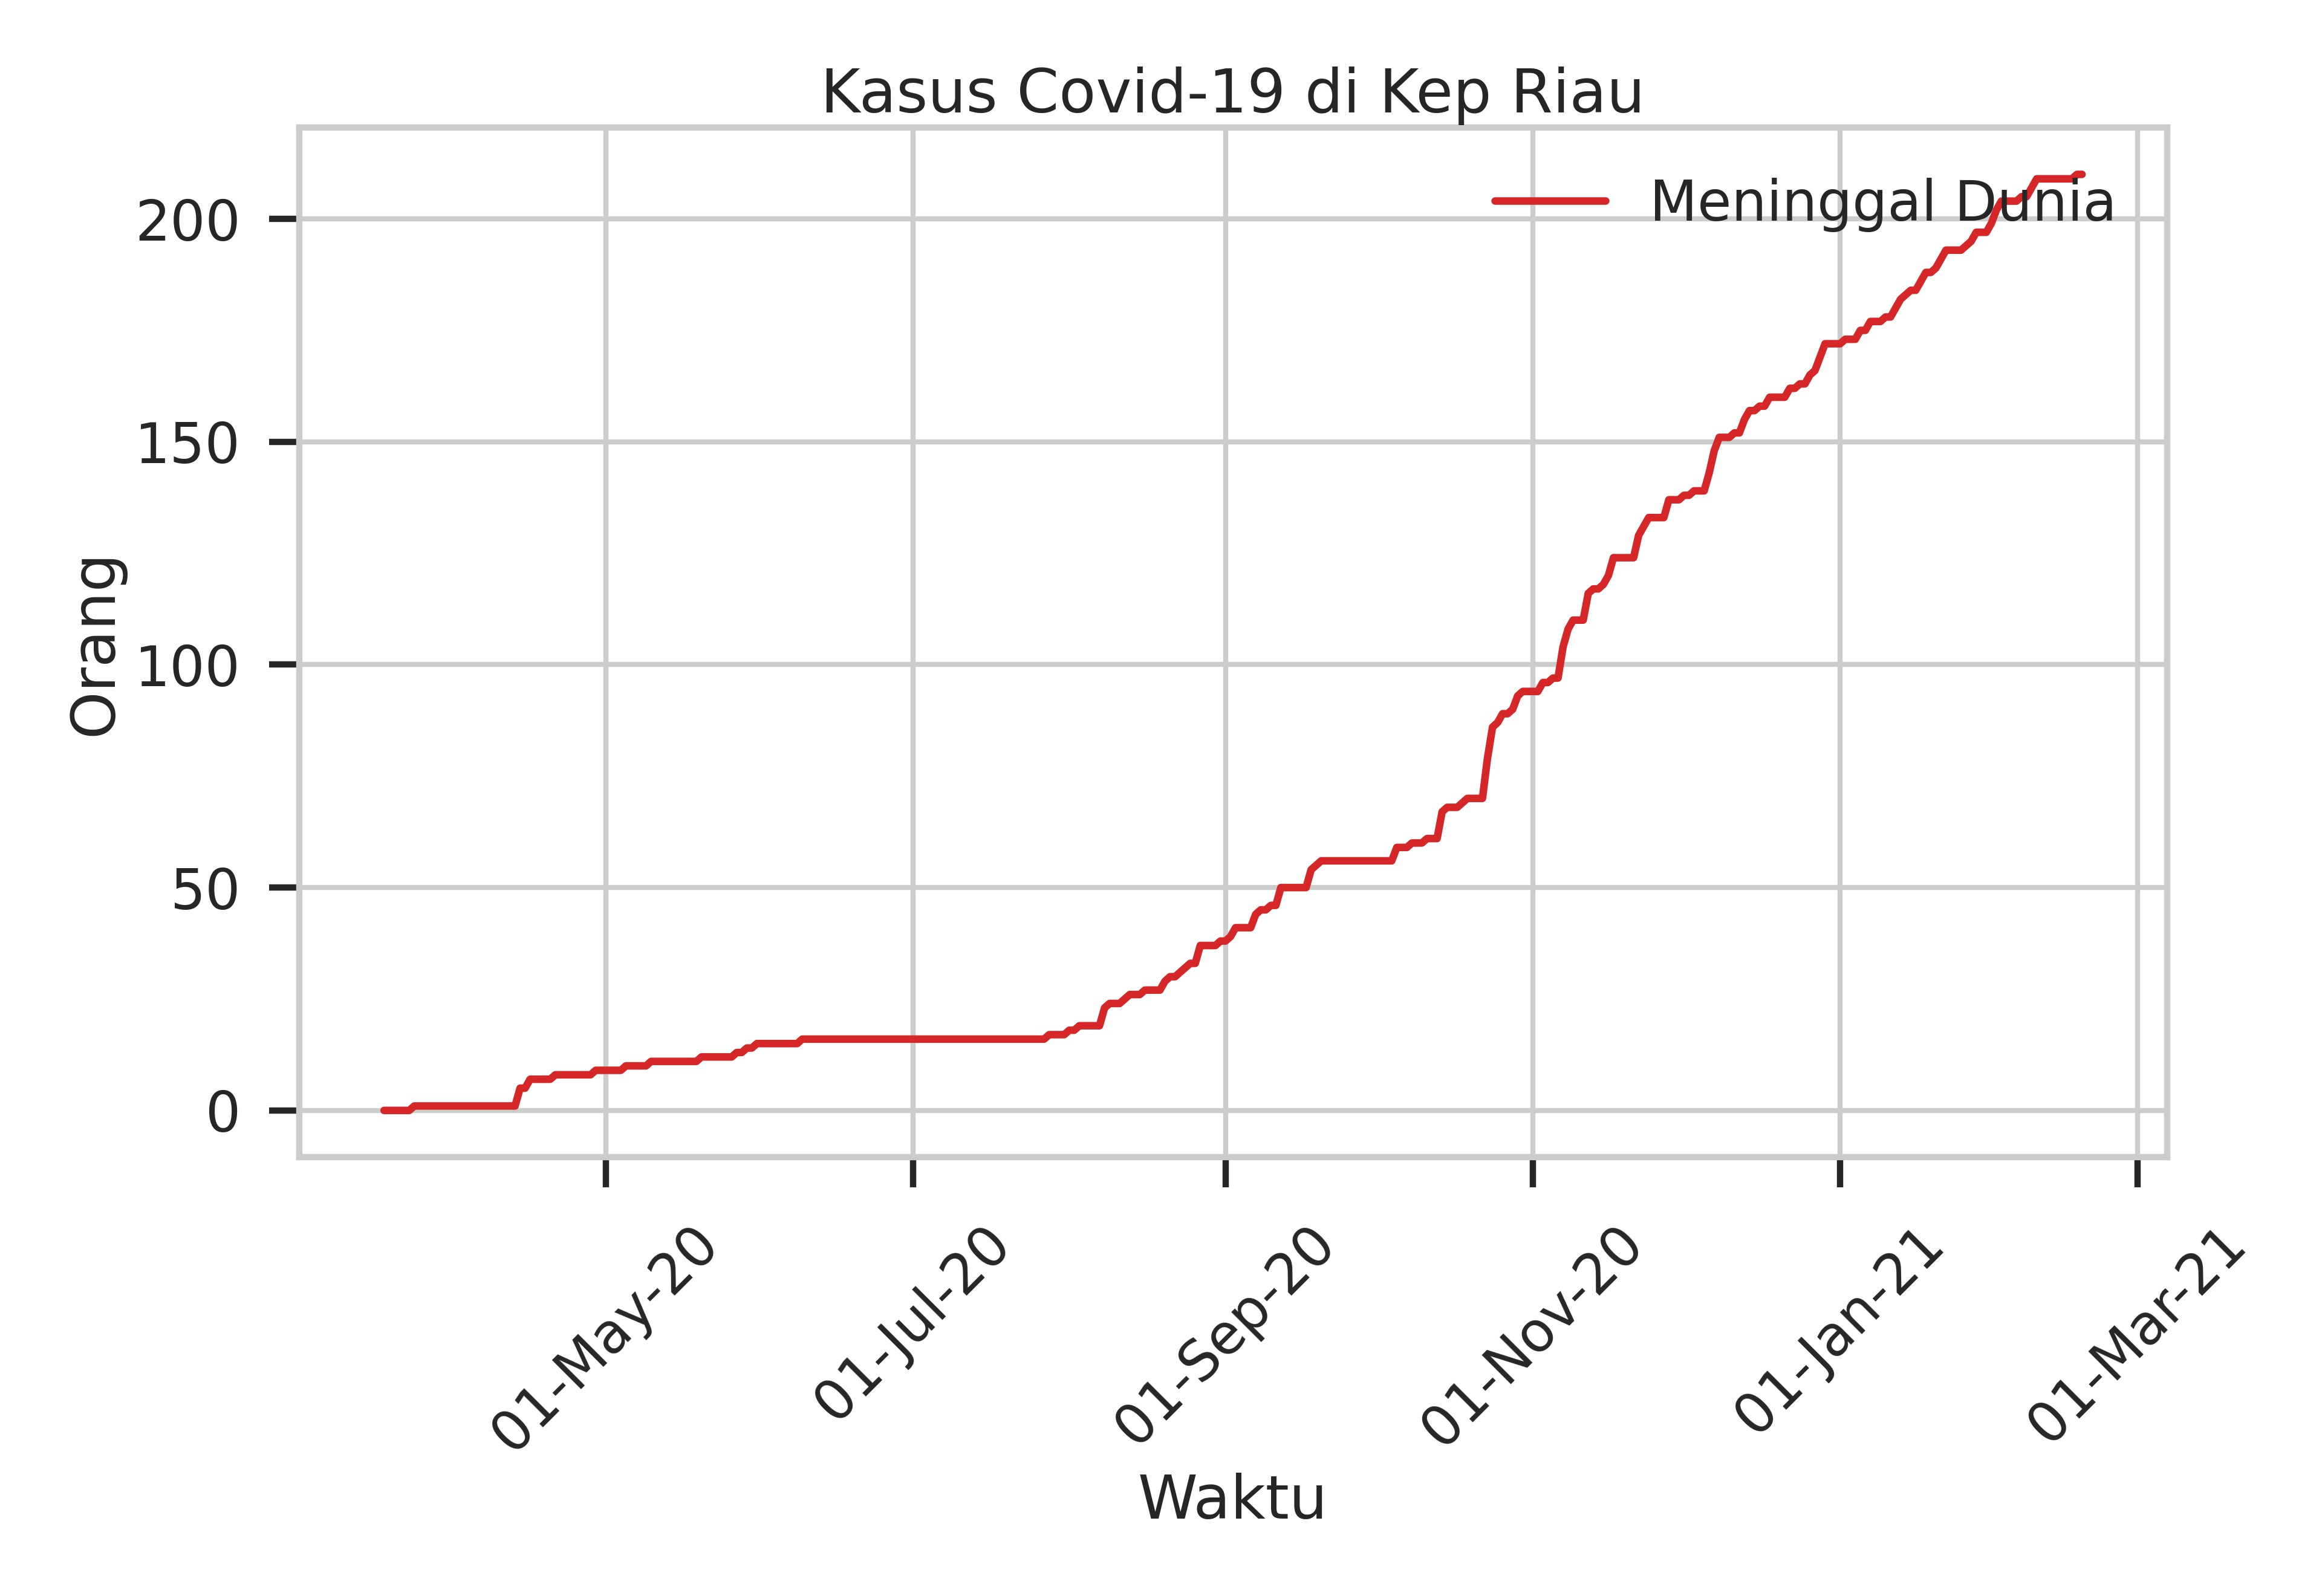 Kasus Covid-19 di Kep Riau
Meninggal Dunia
200
150
100
50
0
Orang
01-May-20
01-Jul-20
01-Sep-20
01-Nov-20
01-Jan-21
01-Mar-21
Waktu